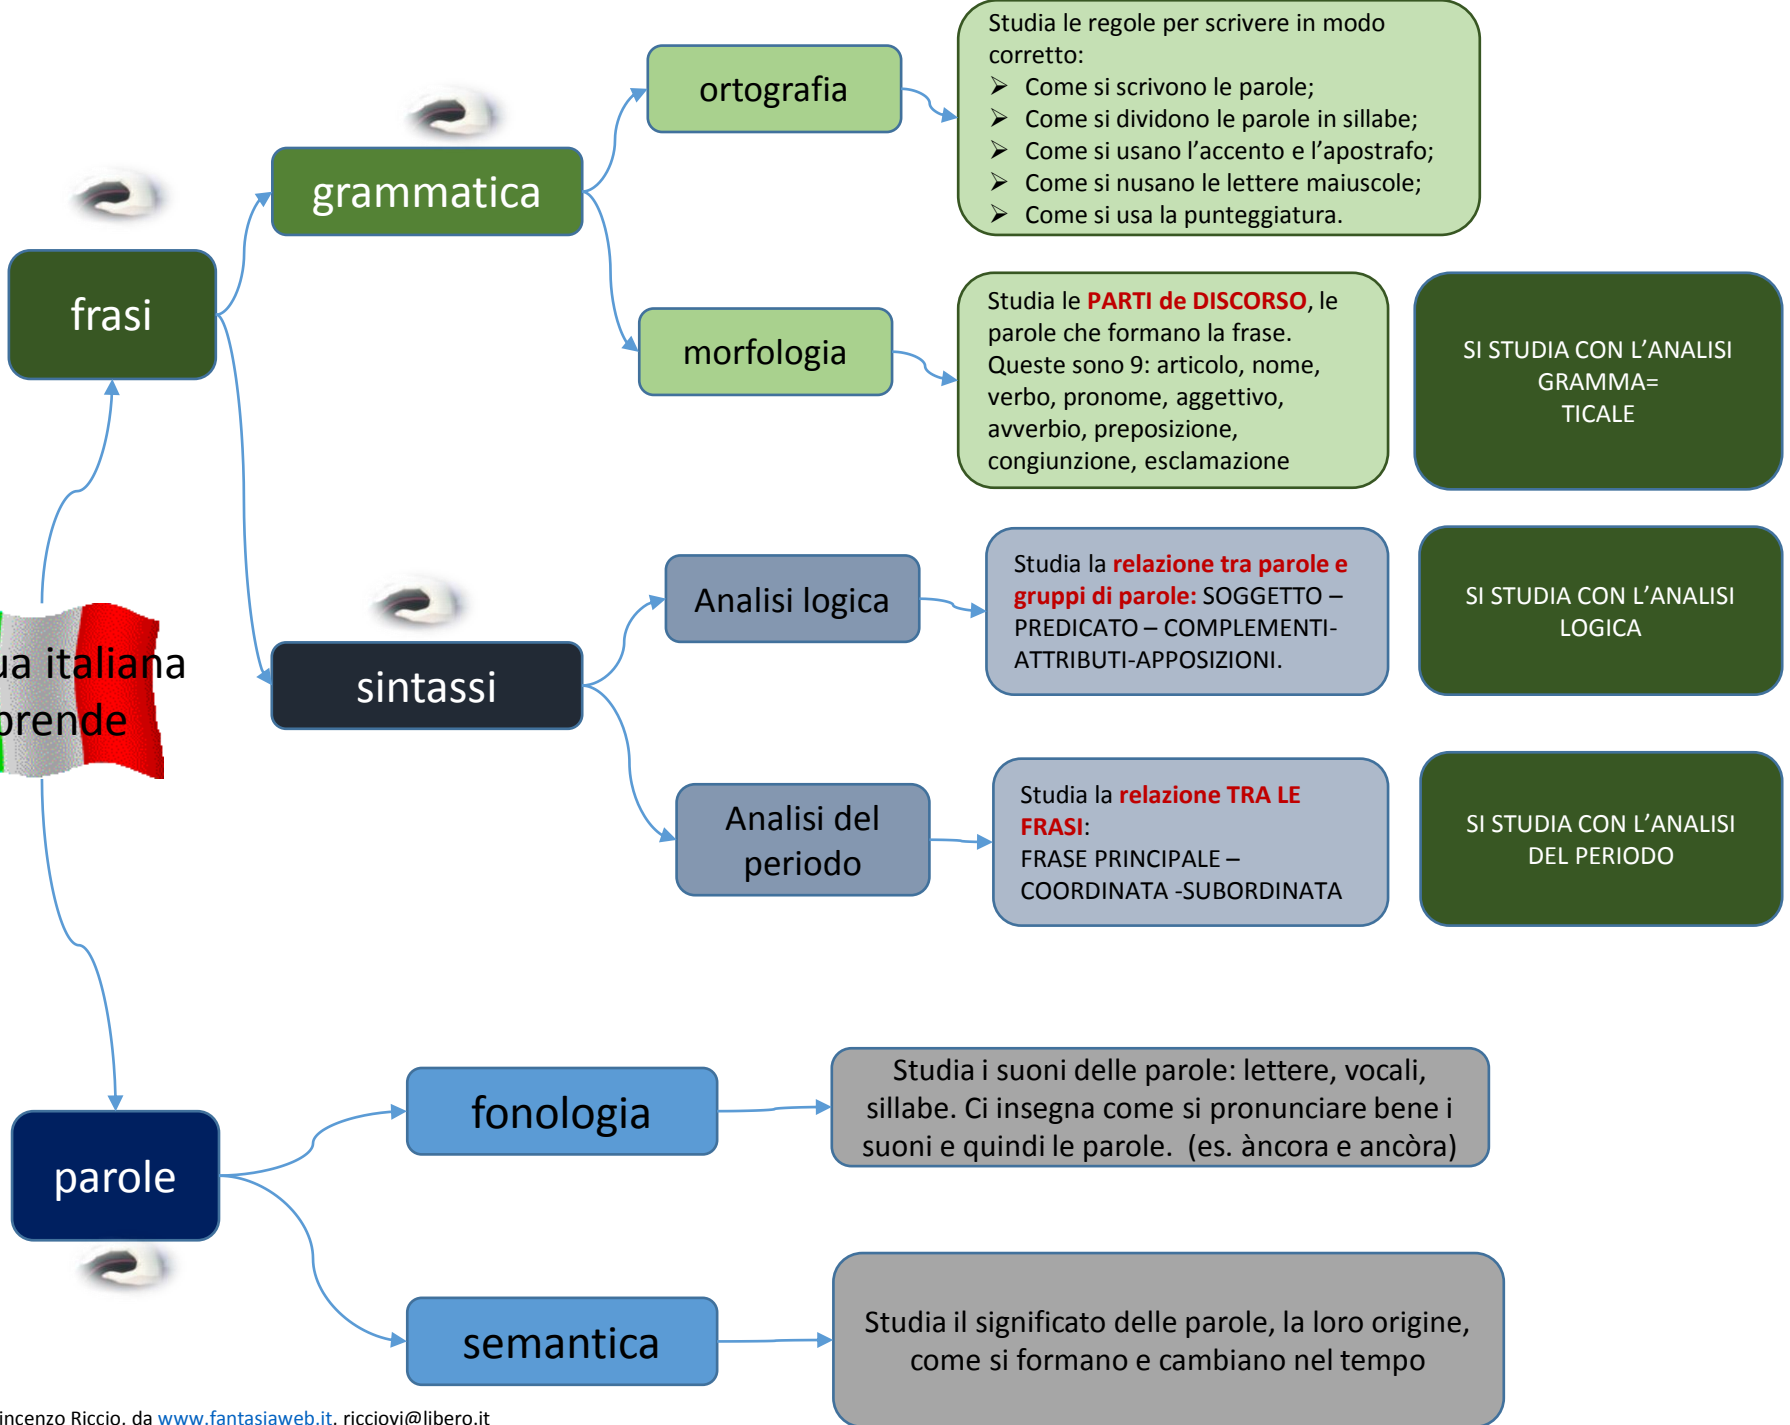 Studia le regole per scrivere in modo
corretto:
➢ Come si scrivono le parole;
➢ Come si dividono le parole in sillabe;
➢ Come si usano l’accento e l’apostrafo;
➢ Come si nusano le lettere maiuscole;
➢ Come si usa la punteggiatura.
ortografia
grammatica
frasi
morfologia
Studia le PARTI de DISCORSO, le
parole che formano la frase.
Queste sono 9: articolo, nome,
verbo, pronome, aggettivo,
avverbio, preposizione,
congiunzione, esclamazione
SI STUDIA CON L’ANALISI
GRAMMA=
TICALE
Analisi logica
Studia la relazione tra parole e
gruppi di parole: SOGGETTO –
PREDICATO – COMPLEMENTI-
ATTRIBUTI-APPOSIZIONI.
SI STUDIA CON L’ANALISI
LOGICA
ua italiana
prende
sintassi
Analisi del
periodo
Studia la relazione TRA LE
FRASI:
FRASE PRINCIPALE –
COORDINATA -SUBORDINATA
SI STUDIA CON L’ANALISI
DEL PERIODO
parole
fonologia
Studia i suoni delle parole: lettere, vocali,
sillabe. Ci insegna come si pronunciare bene i
suoni e quindi le parole. (es. àncora e ancòra)
semantica
Studia il significato delle parole, la loro origine,
come si formano e cambiano nel tempo
incenzo Riccio. da www.fantasiaweb.it. ricciovi@libero.it